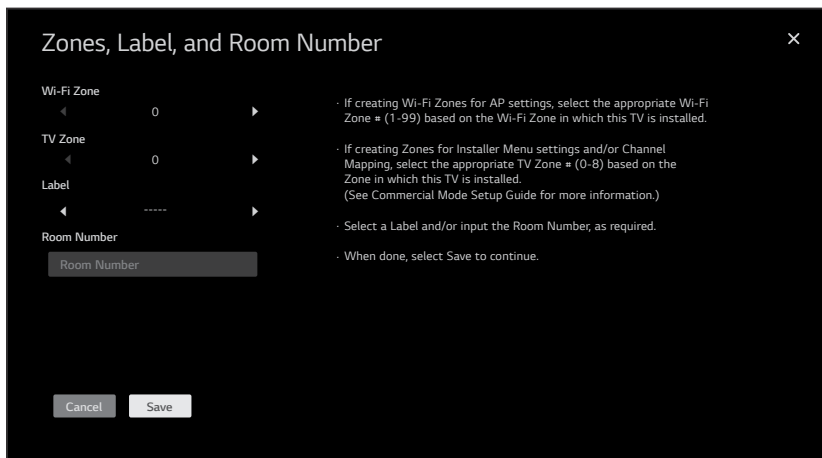 Zones, Label, and Room Number
×
Wi-Fi Zone
0
TV Zone
0
Label
-----
Room Number
Room Number
· If creating Wi-Fi Zones for AP settings, select the appropriate Wi-Fi
Zone # (1-99) based on the Wi-Fi Zone in which this TV is installed.
· If creating Zones for Installer Menu settings and/or Channel
Mapping, select the appropriate TV Zone # (0-8) based on the
Zone in which this TV is installed.
(See Commercial Mode Setup Guide for more information.)
· Select a Label and/or input the Room Number, as required.
· When done, select Save to continue.
Cancel Save